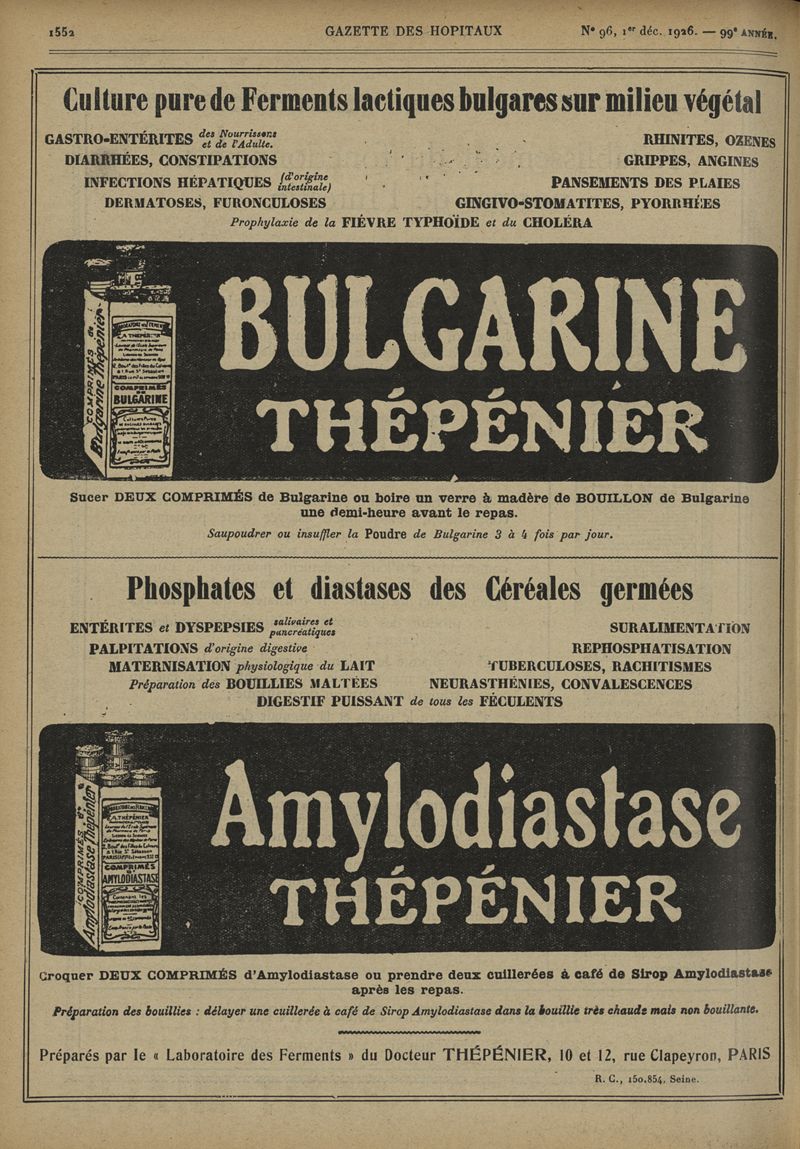 1552 GAZETTE DES HOPITAUX N° 96, 1er déc. 1926. — 99e ANNÉE.
Culture pure de Ferments lactiques bulgares sur milieu végétal
GASTRO-ENTÉRITES des Nourrissons et de l'Adulte. RHINITES, OZENES
DIARRHÉES, CONSTIPATIONS GRIPPES, ANGINES
INFECTIONS HÉPATIQUES (d'origine intestinale) PANSEMENTS DES PLAIES
DERMATOSES, FURONCULOSES GINGIVO-STOMATITES, PYORRHÉES
Prophylaxie de la FIÉVRE TYPHOÏDE et du CHOLÉRA
COMPRIMÉS de
Bulgarine Thépénier
COMPRIMÉS
BULGARINE
BULGARINE
THÉPÉNIER
Sucer DEUX COMPRIMÉS de Bulgarine ou boire un verre à madère de BOUILLON de Bulgarine
une demi-heure avant le repas.
Saupoudrer ou insuffler la Poudre de Bulgarine 3 à 4 fois par jour.
Phosphates et diastases des Céréales germées
ENTÉRITES et DYSPEPSIES salivaires et pancréatiques SURALIMENTATION
PALPITATIONS d'origine digestive REPHOSPHATISATION
MATERNISATION physiologique du LAIT TUBERCULOSES, RACHITISMES
Préparation des BOUILLIES MALTÉES NEURASTHÉNIES, CONVALESCENCES
DIGESTIF PUISSANT de tous les FÉCULENTS
COMPRIMÉS d'
Amylodiastase Thépénier
A. THÉPÉNIER
COMPRIMÉS
AMYLODIASTASE
Amylodiastase
THÉPÉNIER
Croquer DEUX COMPRIMÉS d'Amylodiastase ou prendre deux cuillerées à café de Sirop Amylodiastase
après les repas.
Préparation des bouillies : délayer une cuillerée à café de Sirop Amylodiastase dans la bouillie très chaude mais non bouillante.
Préparés par le « Laboratoire des Ferments » du Docteur THÉPÉNIER, 10 et 12, rue Clapeyron, PARIS
R. C., 150.854, Seine.